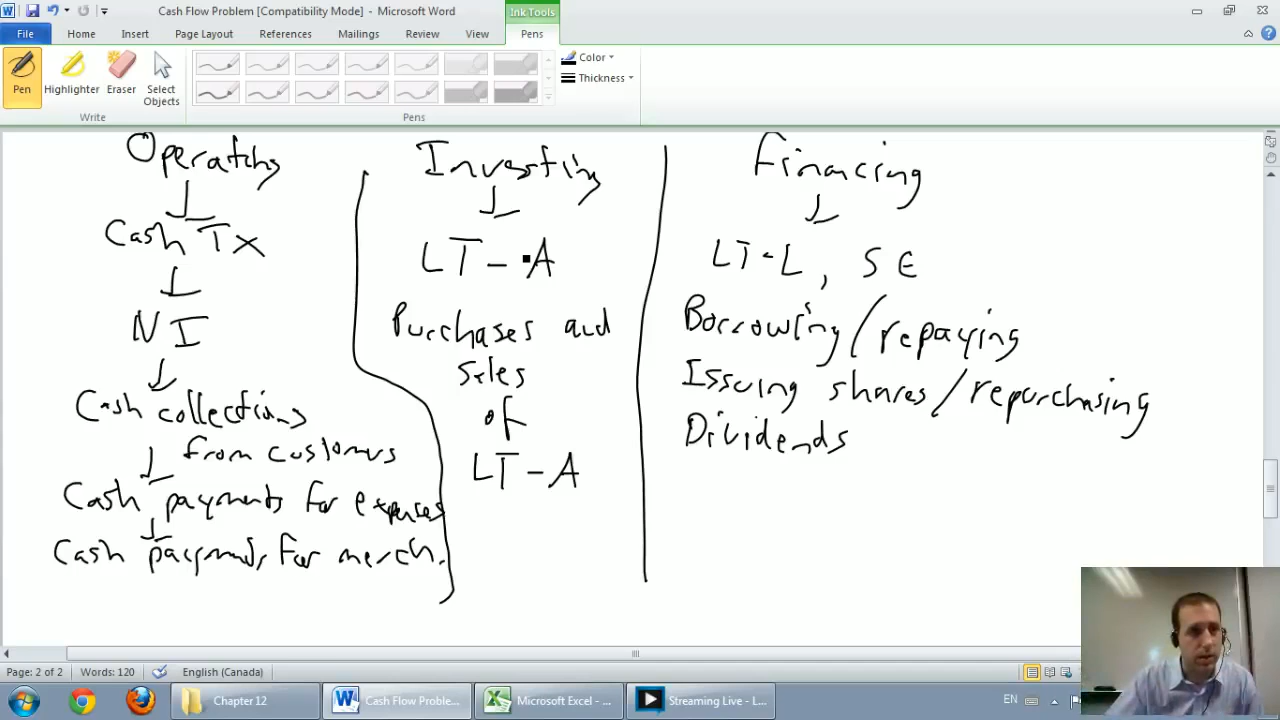 Cash Flow Problem [Compatibility Mode] - Microsoft Word
Ink Tools
File Home Insert Page Layout References Mailings Review View Pens
Pen Highlighter Eraser Select Objects
Color
Thickness
Write Pens
Operating
Cash Tx
NI
Cash collections
from customers
Cash payments for expenses
Cash payments for merch.
Investing
LT - A
Purchases and
Sales
of
LT - A
Financing
LT - L, SE
Borrowing / repaying
Issuing shares / repurchasing
Dividends
Page: 2 of 2 Words: 120 English (Canada)
Chapter 12 Cash Flow Proble... Microsoft Excel - ... Streaming Live - L... EN